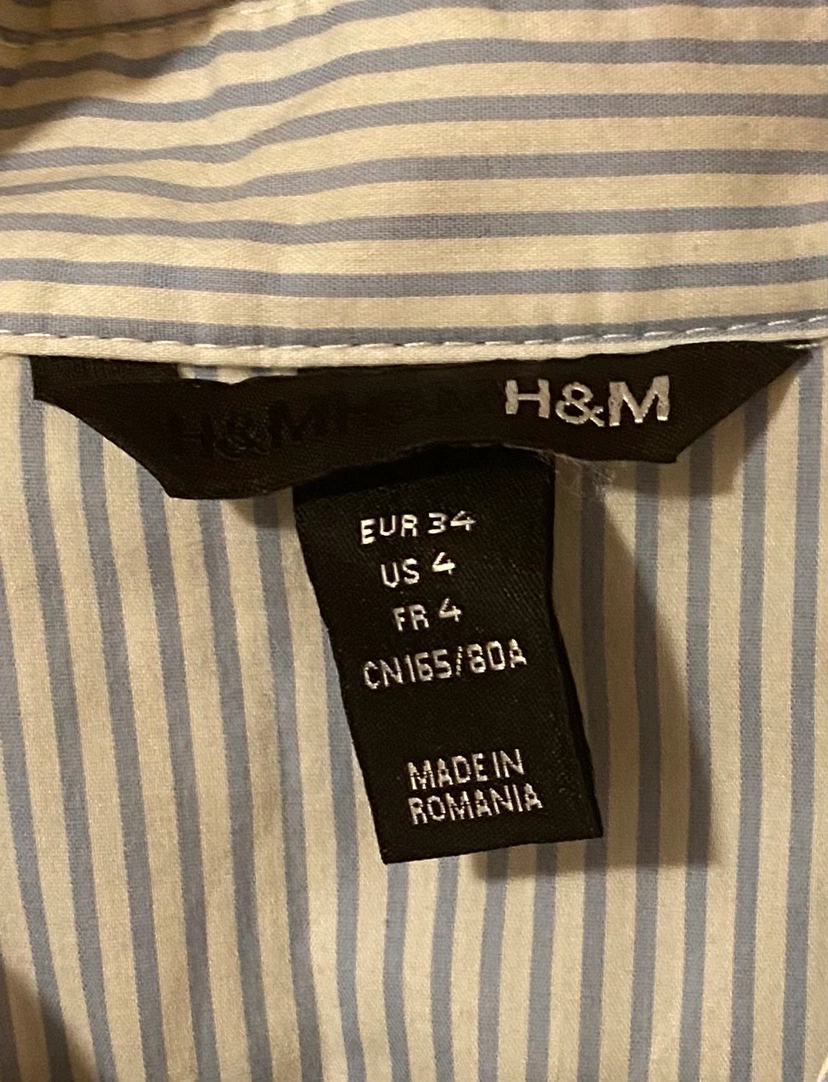 H&M H&M
EUR 34
US 4
FR 4
CN165/80A
MADE IN
ROMANIA